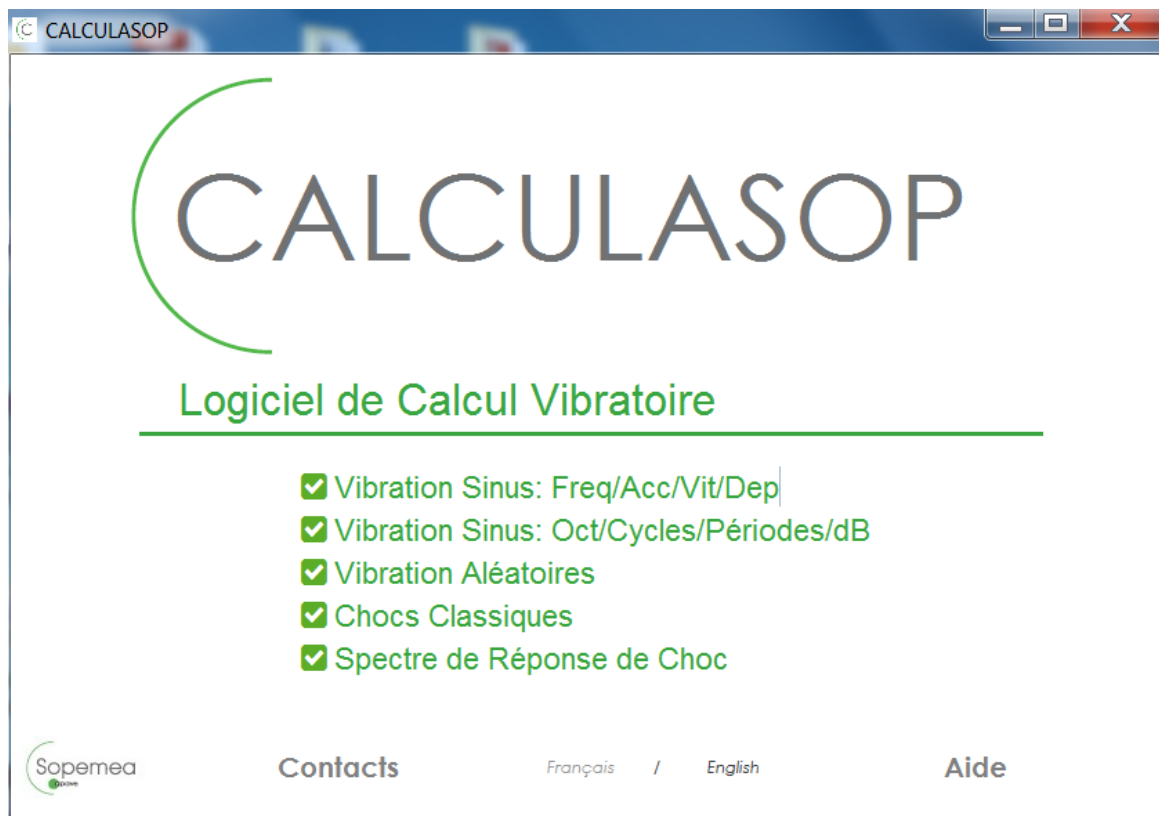 CALCULASOP
CALCULASOP
Logiciel de Calcul Vibratoire
Vibration Sinus: Freq/Acc/Vit/Dep
Vibration Sinus: Oct/Cycles/Périodes/dB
Vibration Aléatoires
Chocs Classiques
Spectre de Réponse de Choc
Sopemea
apave
Contacts
Français / English
Aide